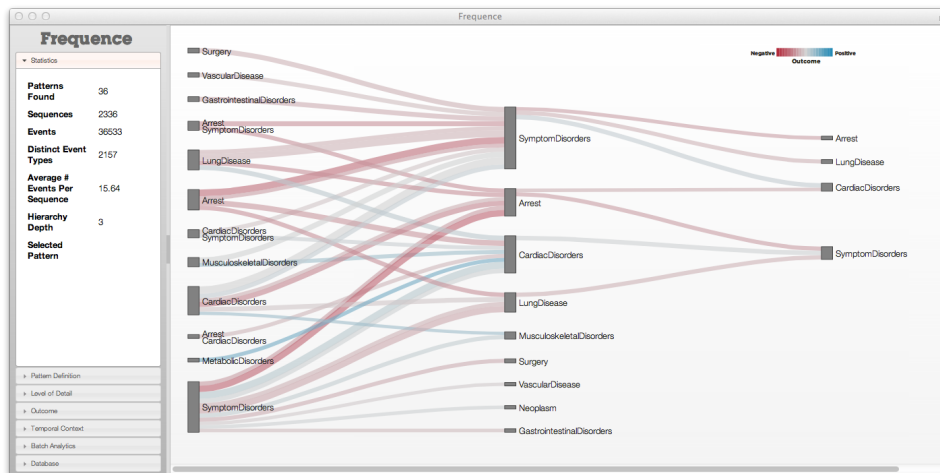 Frequence
Frequence
Statistics
Patterns
Found
36
Sequences
2336
Events
36533
Distinct Event
Types
2157
Average #
Events Per
Sequence
15.64
Hierarchy
Depth
3
Selected
Pattern
Pattern Definition
Level of Detail
Outcome
Temporal Context
Batch Analytics
Database
Negative
Positive
Outcome
Surgery
VascularDisease
GastrointestinalDisorders
Arrest
SymptomDisorders
LungDisease
Arrest
CardiacDisorders
SymptomDisorders
MusculoskeletalDisorders
CardiacDisorders
Arrest
CardiacDisorders
MetabolicDisorders
SymptomDisorders
SymptomDisorders
Arrest
CardiacDisorders
LungDisease
MusculoskeletalDisorders
Surgery
VascularDisease
Neoplasm
GastrointestinalDisorders
Arrest
LungDisease
CardiacDisorders
SymptomDisorders